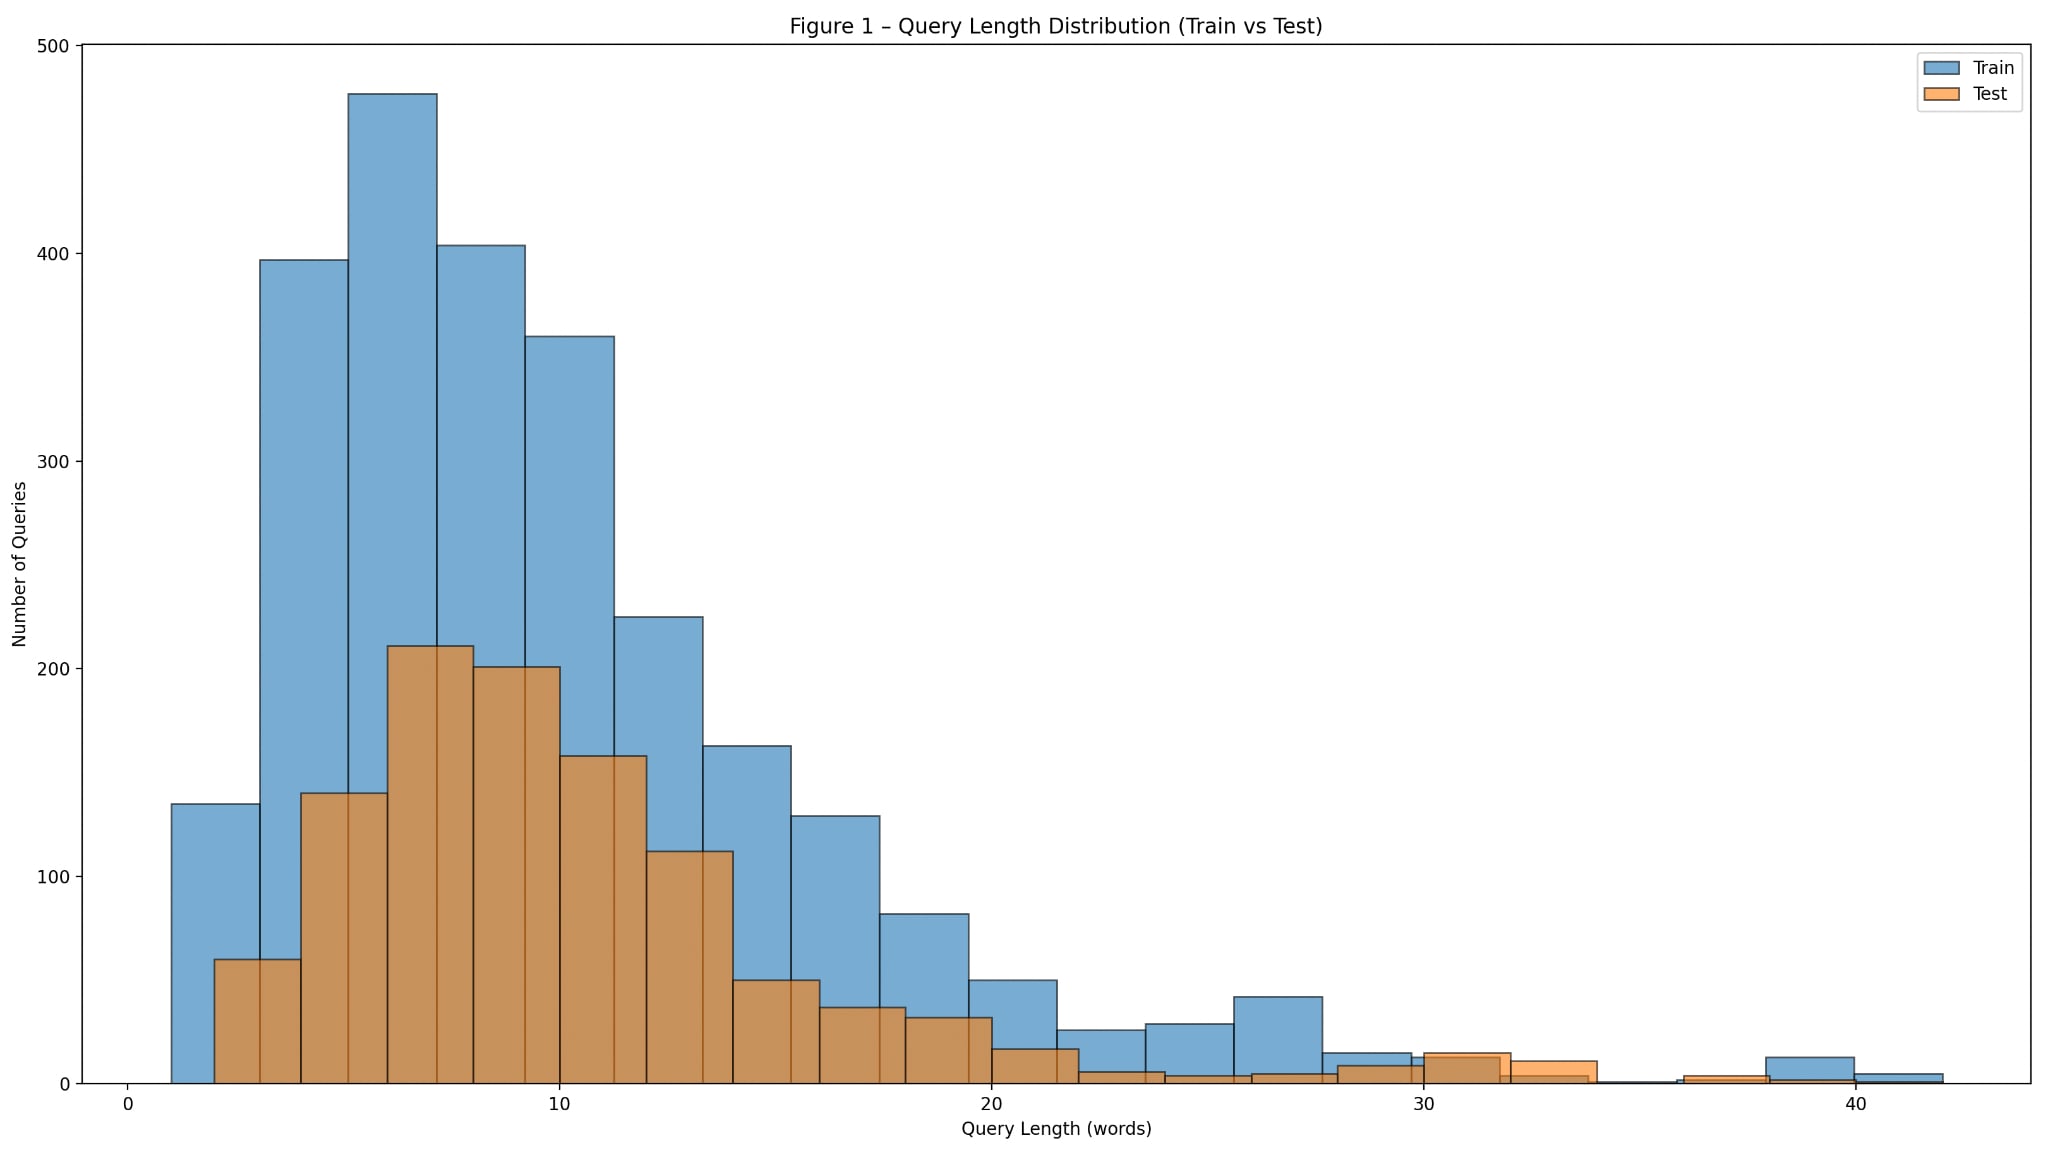 Figure 1 – Query Length Distribution (Train vs Test)
Train
Test
500
400
300
200
100
0
Number of Queries
0
10
20
30
40
Query Length (words)